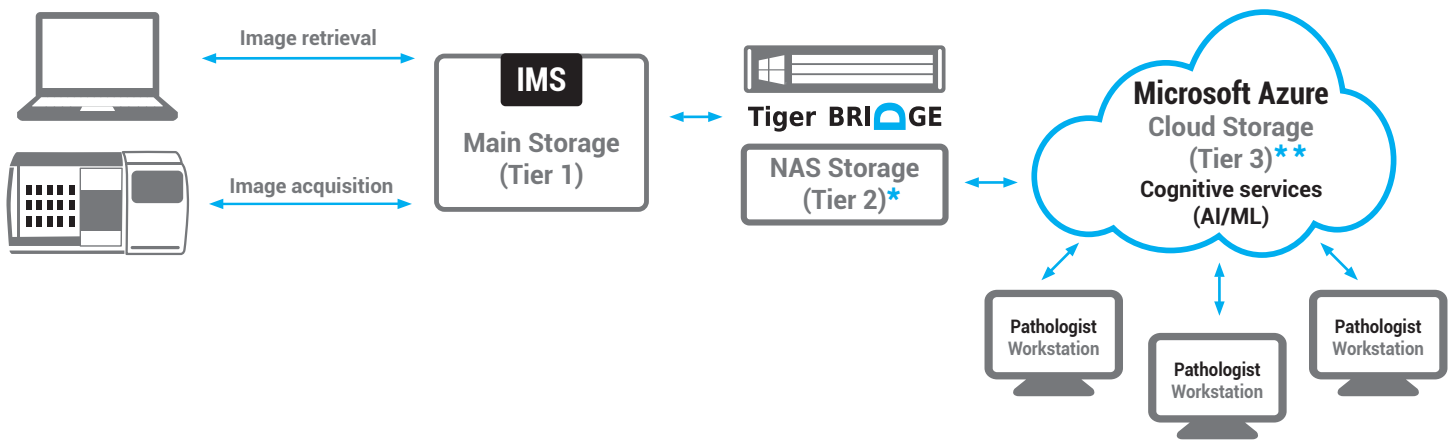 Image retrieval
Image acquisition
IMS
Main Storage
(Tier 1)
Tiger BRIDGE
NAS Storage
(Tier 2)*
Microsoft Azure
Cloud Storage
(Tier 3)**
Cognitive services
(AI/ML)
Pathologist
Workstation
Pathologist
Workstation
Pathologist
Workstation